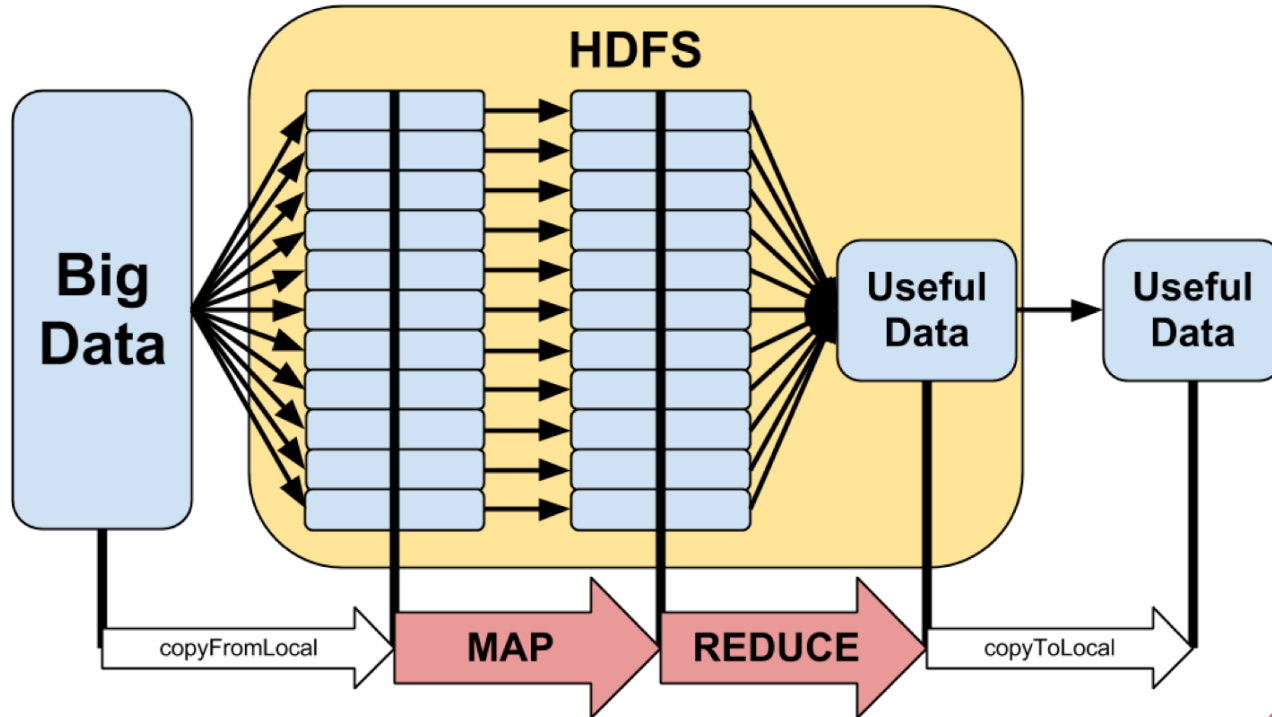 HDFS
Big
Data
Useful
Data
Useful
Data
copyFromLocal
MAP
REDUCE
copyToLocal